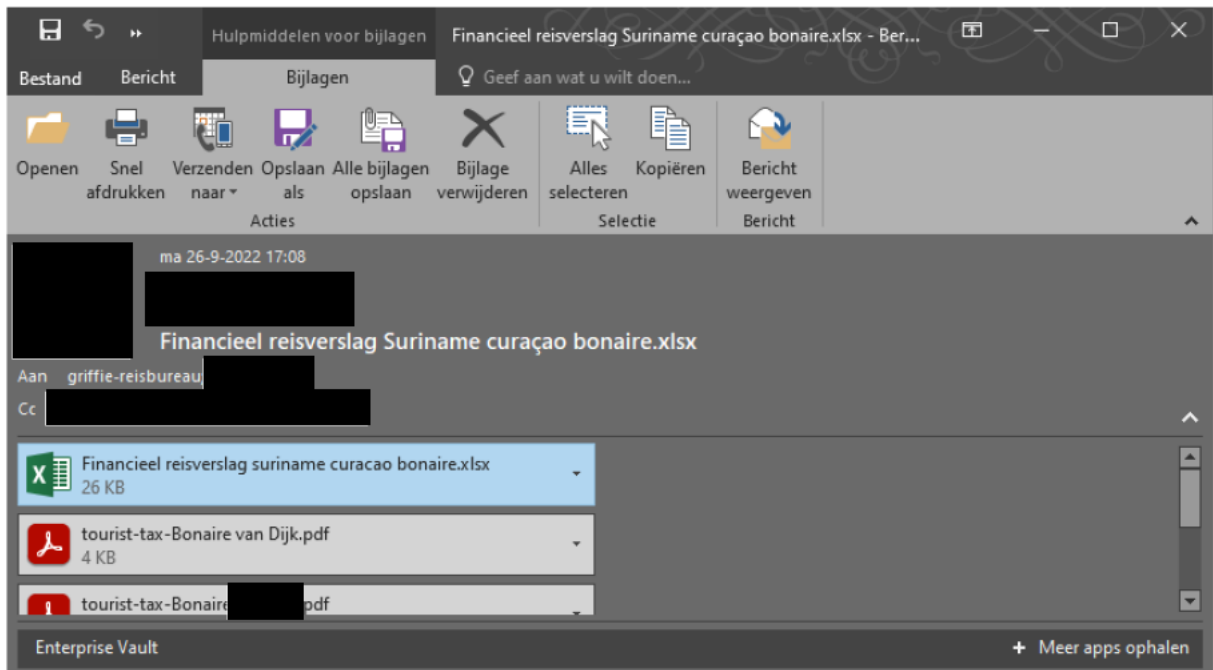 Hulpmiddelen voor bijlagen
Financieel reisverslag Suriname curaçao bonaire.xlsx - Ber...
Bestand
Bericht
Bijlagen
Geef aan wat u wilt doen...
Openen
Snel afdrukken
Verzenden naar
Opslaan als
Alle bijlagen opslaan
Bijlage verwijderen
Alles selecteren
Kopiëren
Bericht weergeven
Acties
Selectie
Bericht
ma 26-9-2022 17:08
Financieel reisverslag Suriname curaçao bonaire.xlsx
Aan griffie-reisbureau
Cc
Financieel reisverslag suriname curacao bonaire.xlsx
26 KB
tourist-tax-Bonaire van Dijk.pdf
4 KB
tourist-tax-Bonaire pdf
Enterprise Vault
+ Meer apps ophalen